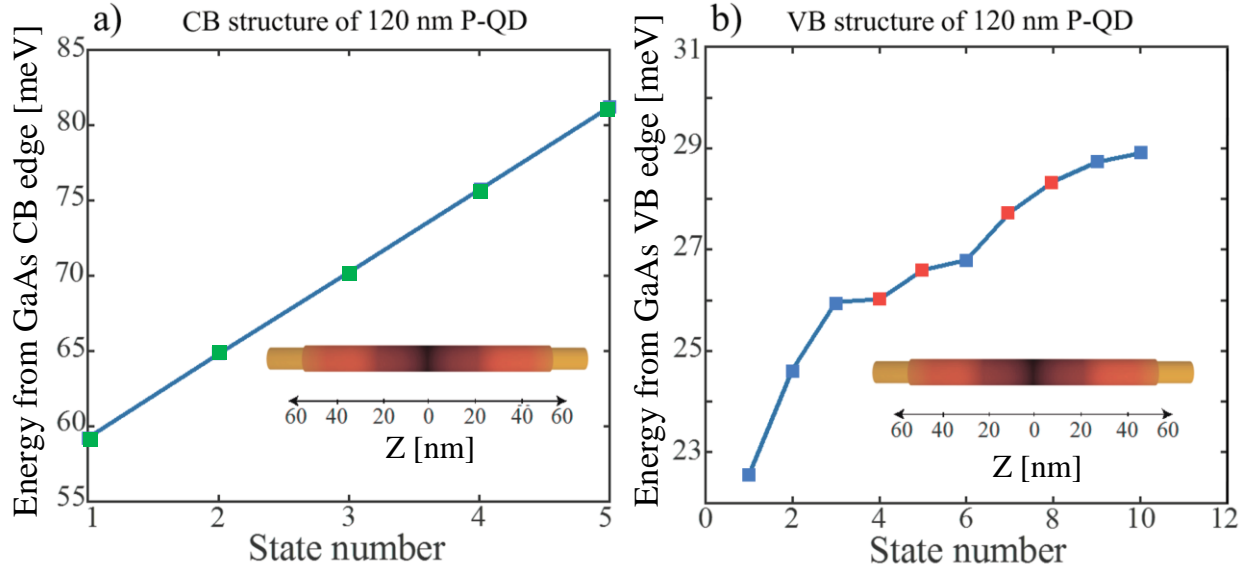 a)
CB structure of 120 nm P-QD
Energy from GaAs CB edge [meV]
85
80
75
70
65
60
55
60 40 20 0 20 40 60
Z [nm]
1 2 3 4 5
State number
b)
VB structure of 120 nm P-QD
Energy from GaAs VB edge [meV]
31
29
27
25
23
60 40 20 0 20 40 60
Z [nm]
0 2 4 6 8 10 12
State number